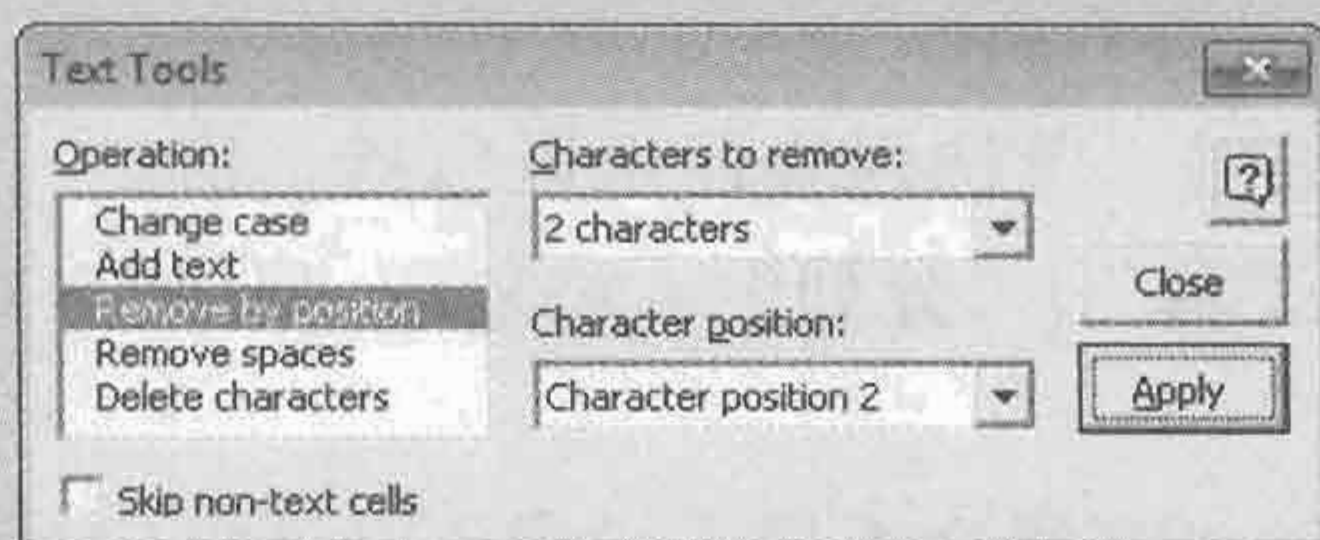 Text Tools
Operation:
Change case
Add text
Remove by position
Remove spaces
Delete characters
Skip non-text cells
Characters to remove:
2 characters
Character position:
Character position 2
?
Close
Apply